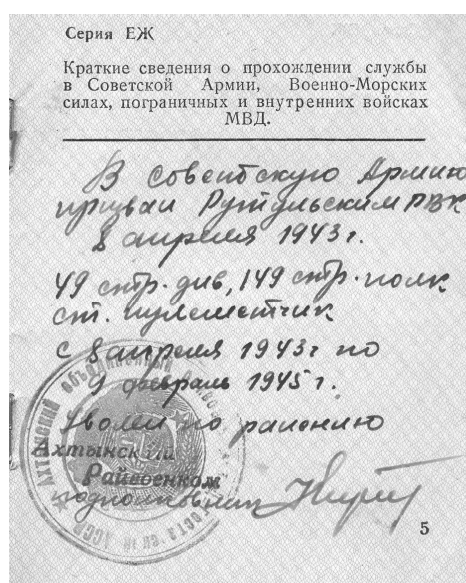 Серия ЕЖ
Краткие сведения о прохождении службы
в Советской Армии, Военно-Морских
силах, пограничных и внутренних войсках
МВД.
В советскую Армию
призван Рутульским РВК
8 апреля 1943 г.
49 стр. див, 149 стр. полк
ст. пулеметчик
с 8 апреля 1943 г по
9 февраль 1945 г.
Уволен по ранению
Ахтынский
Райвоенком
подполковник
5